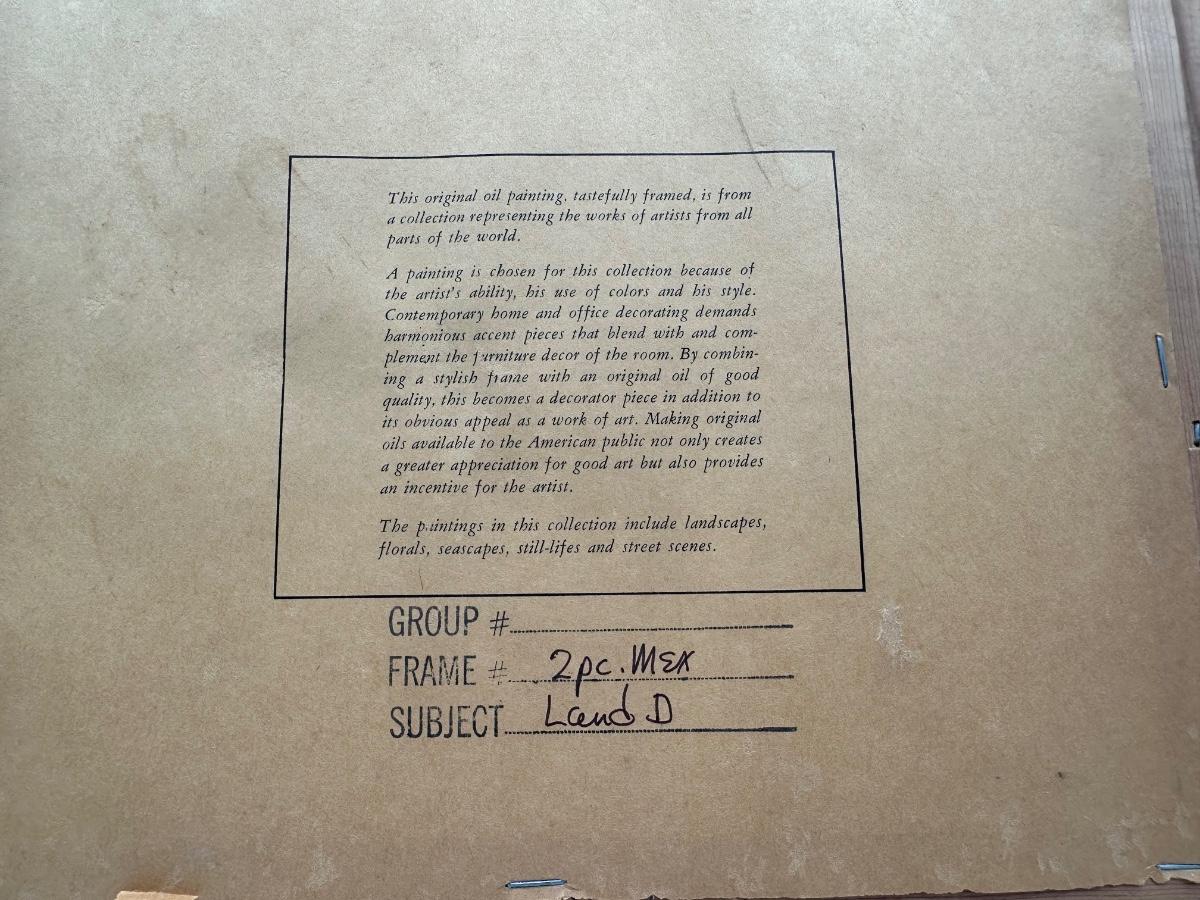 This original oil painting, tastefully framed, is from
a collection representing the works of artists from all
parts of the world.
A painting is chosen for this collection because of
the artist's ability, his use of colors and his style.
Contemporary home and office decorating demands
harmonious accent pieces that blend with and com-
plement the furniture decor of the room. By combin-
ing a stylish frame with an original oil of good
quality, this becomes a decorator piece in addition to
its obvious appeal as a work of art. Making original
oils available to the American public not only creates
a greater appreciation for good art but also provides
an incentive for the artist.
The paintings in this collection include landscapes,
florals, seascapes, still-lifes and street scenes.
GROUP #
FRAME # 2pc. MEX
SUBJECT Land D